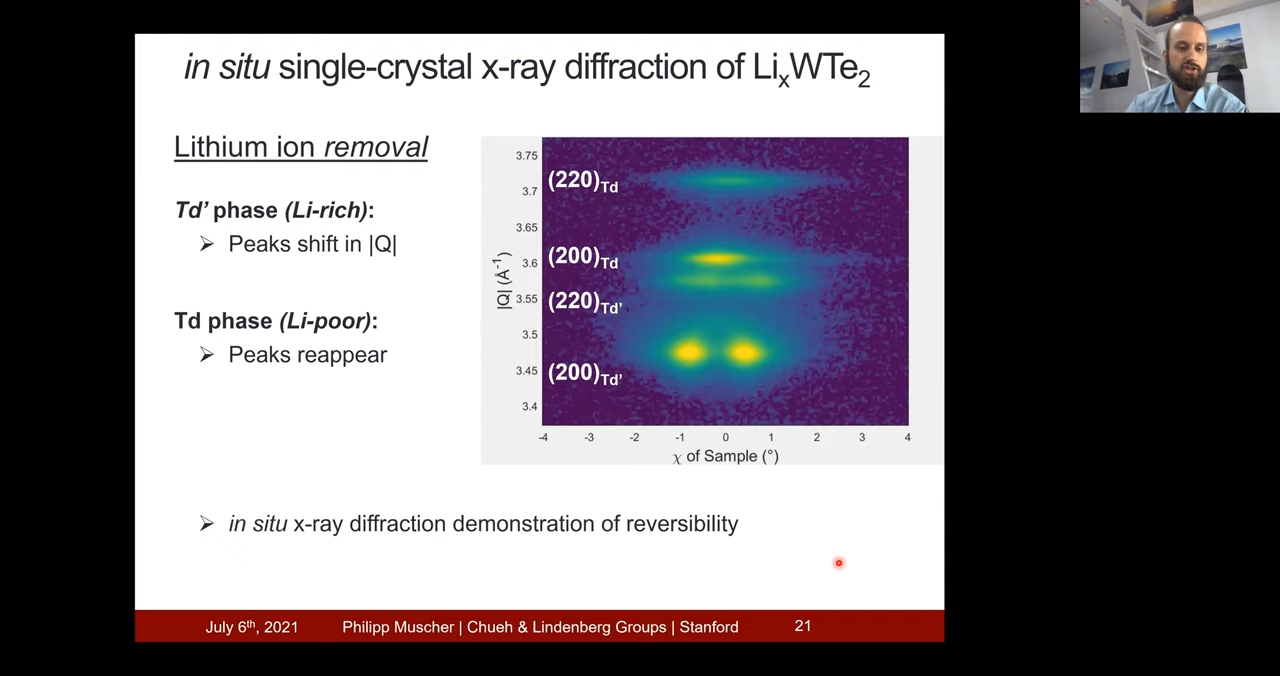 in situ single-crystal x-ray diffraction of LixWTe2
Lithium ion removal
Td’ phase (Li-rich):
➢ Peaks shift in |Q|
Td phase (Li-poor):
➢ Peaks reappear
|Q| (Å-1)
3.75
3.7
3.65
3.6
3.55
3.5
3.45
3.4
(220)Td
(200)Td
(220)Td’
(200)Td’
-4 -3 -2 -1 0 1 2 3 4
χ of Sample (°)
➢ in situ x-ray diffraction demonstration of reversibility
July 6th, 2021 Philipp Muscher | Chueh & Lindenberg Groups | Stanford 21